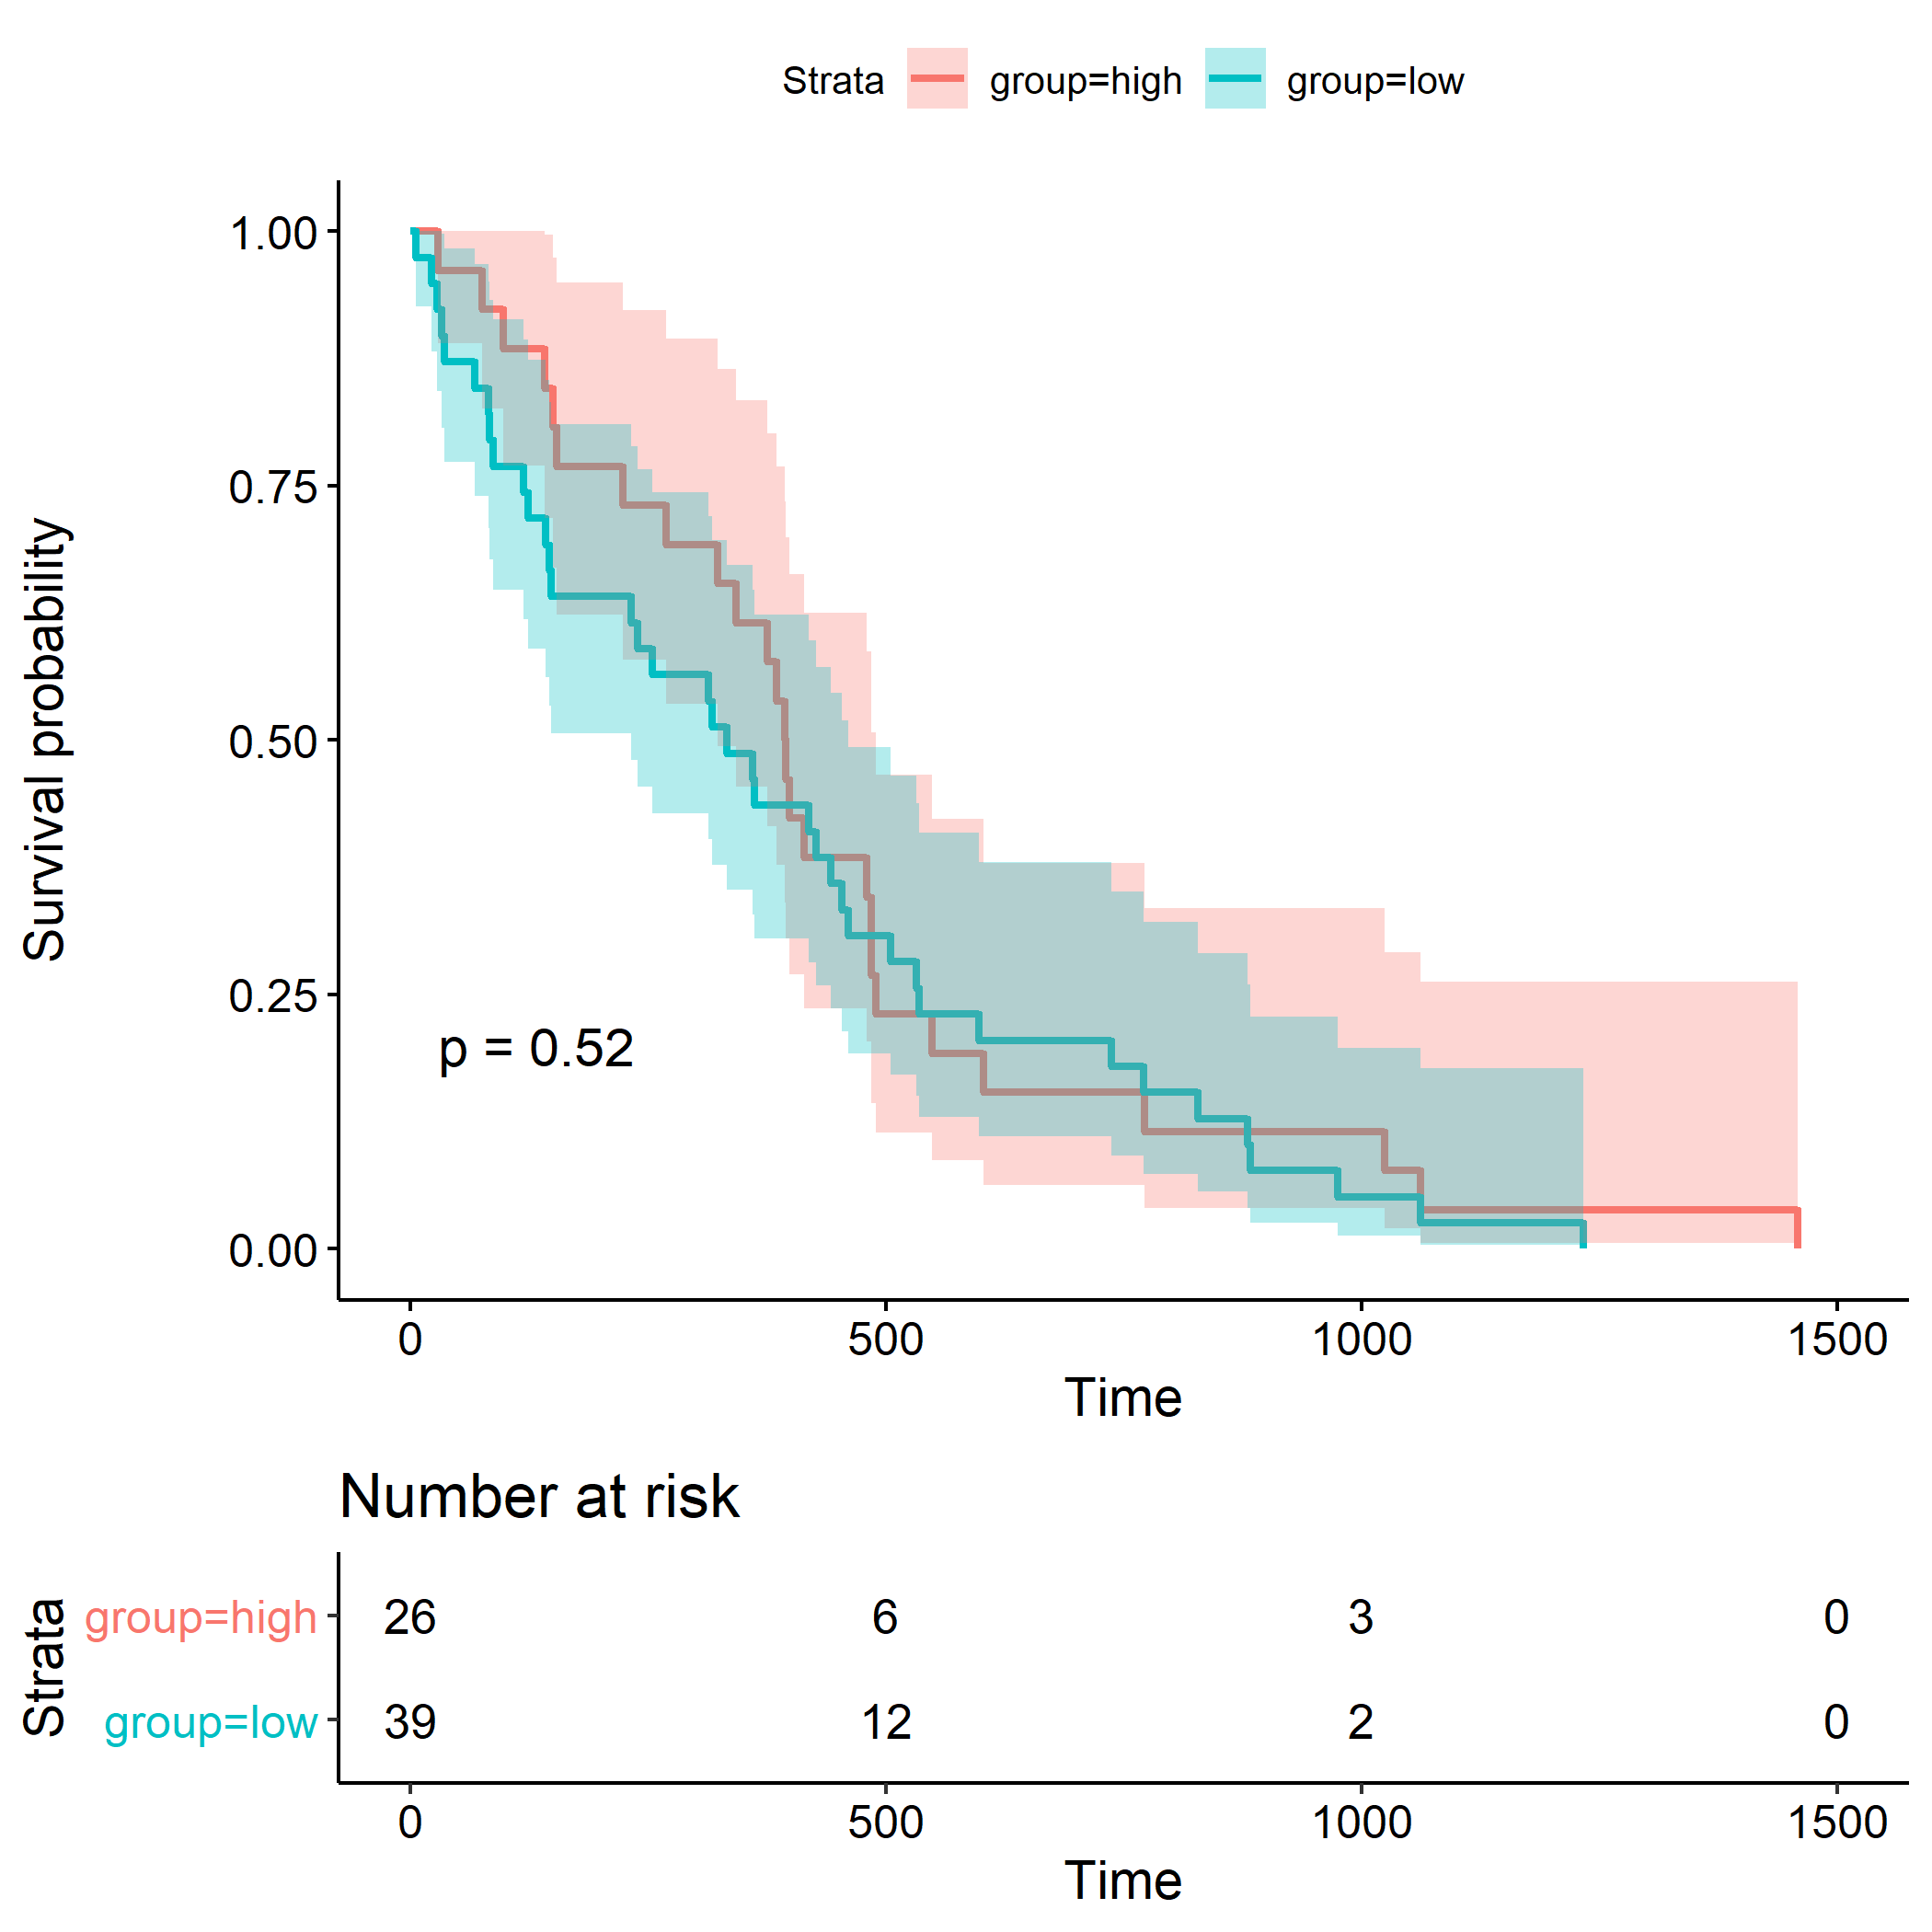 Strata group=high group=low
1.00
0.75
0.50
0.25
0.00
Survival probability
p = 0.52
0 500 1000 1500
Time
Number at risk
Strata
group=high 26 6 3 0
group=low 39 12 2 0
0 500 1000 1500
Time